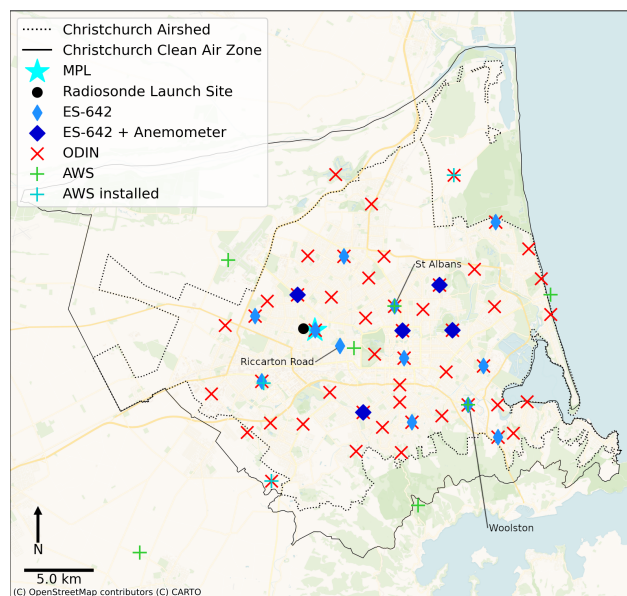 Christchurch Airshed
Christchurch Clean Air Zone
MPL
Radiosonde Launch Site
ES-642
ES-642 + Anemometer
ODIN
AWS
AWS installed
St Albans
Riccarton Road
Woolston
N
5.0 km
(C) OpenStreetMap contributors (C) CARTO